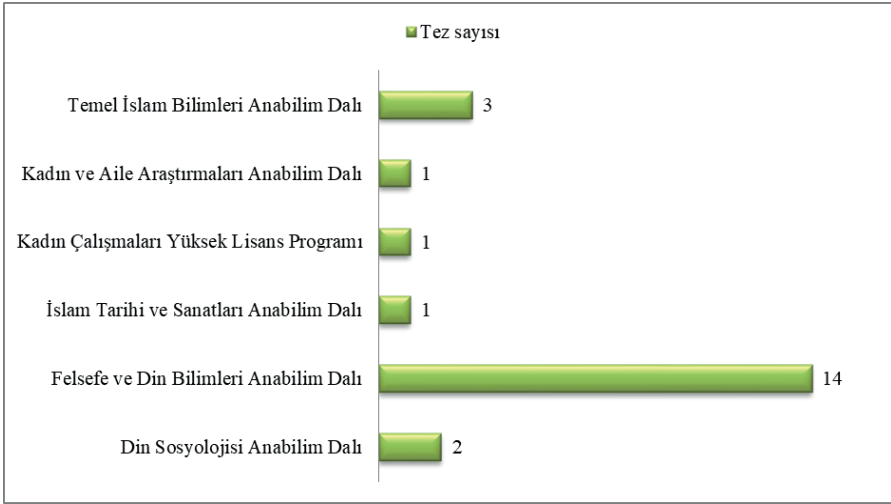 Tez sayısı
Temel İslam Bilimleri Anabilim Dalı 3
Kadın ve Aile Araştırmaları Anabilim Dalı 1
Kadın Çalışmaları Yüksek Lisans Programı 1
İslam Tarihi ve Sanatları Anabilim Dalı 1
Felsefe ve Din Bilimleri Anabilim Dalı 14
Din Sosyolojisi Anabilim Dalı 2